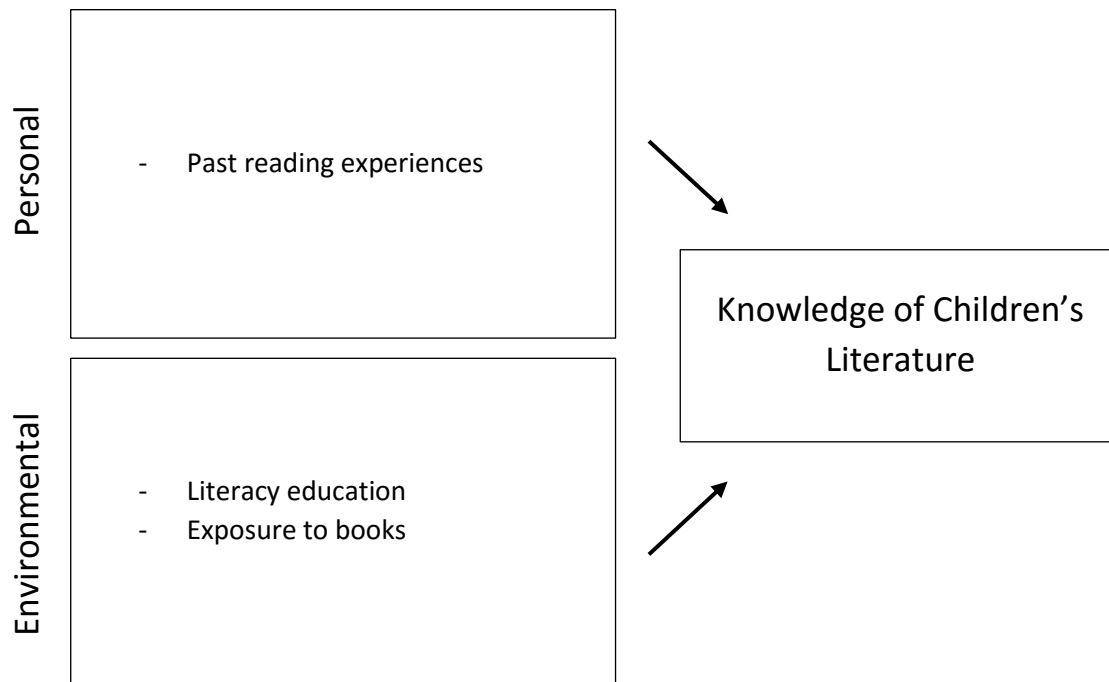 Personal
- Past reading experiences
Knowledge of Children’s
Literature
Environmental
- Literacy education
- Exposure to books